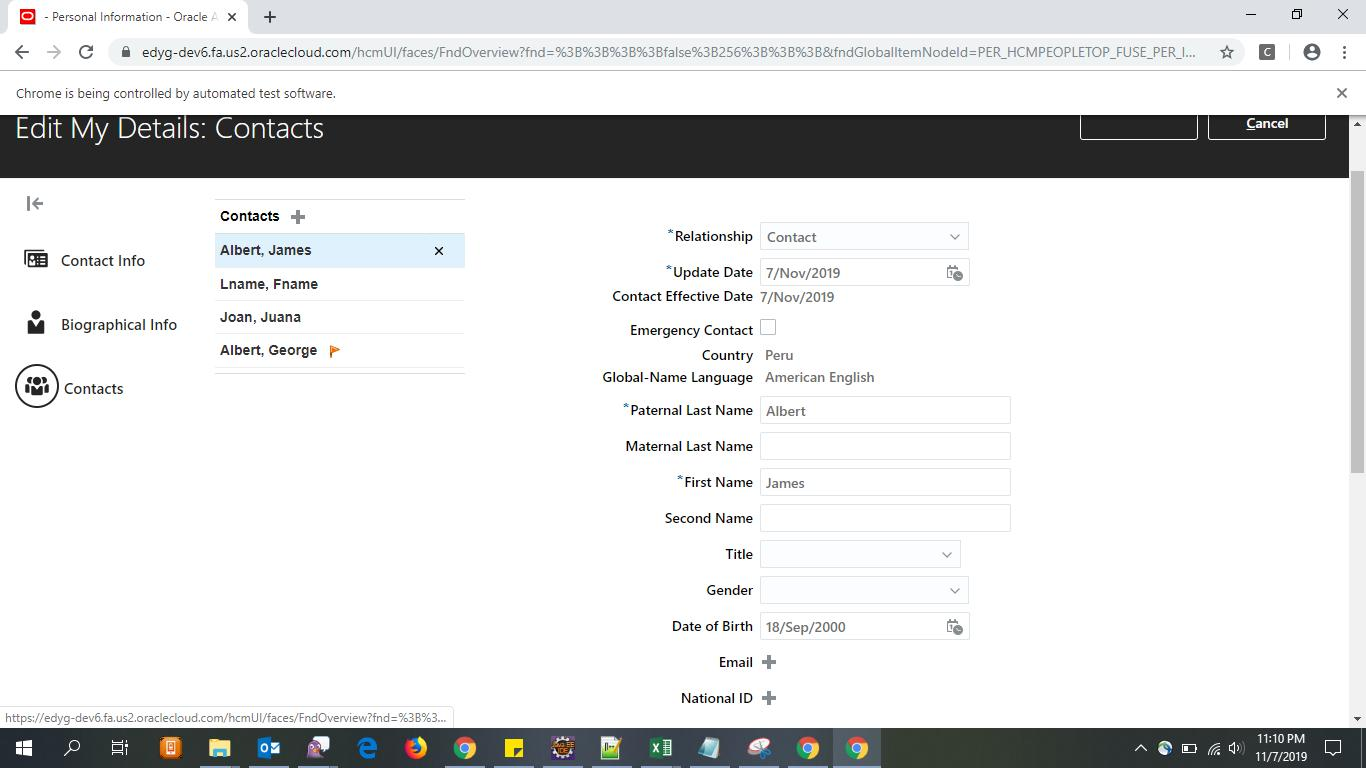 - Personal Information - Oracle A
edyg-dev6.fa.us2.oraclecloud.com/hcmUI/faces/FndOverview?fnd=%3B%3B%3B%3Bfalse%3B256%3B%3B%3B&fndGlobalItemNodeId=PER_HCMPEOPLETOP_FUSE_PER_I...
C
Chrome is being controlled by automated test software.
Edit My Details: Contacts
Cancel
Contacts
Albert, James
Lname, Fname
Joan, Juana
Albert, George
Contact Info
Biographical Info
Contacts
*Relationship Contact
*Update Date 7/Nov/2019
Contact Effective Date 7/Nov/2019
Emergency Contact
Country Peru
Global-Name Language American English
*Paternal Last Name Albert
Maternal Last Name
*First Name James
Second Name
Title
Gender
Date of Birth 18/Sep/2000
Email
National ID
https://edyg-dev6.fa.us2.oraclecloud.com/hcmUI/faces/FndOverview?fnd=%3B%3...
11:10 PM
11/7/2019